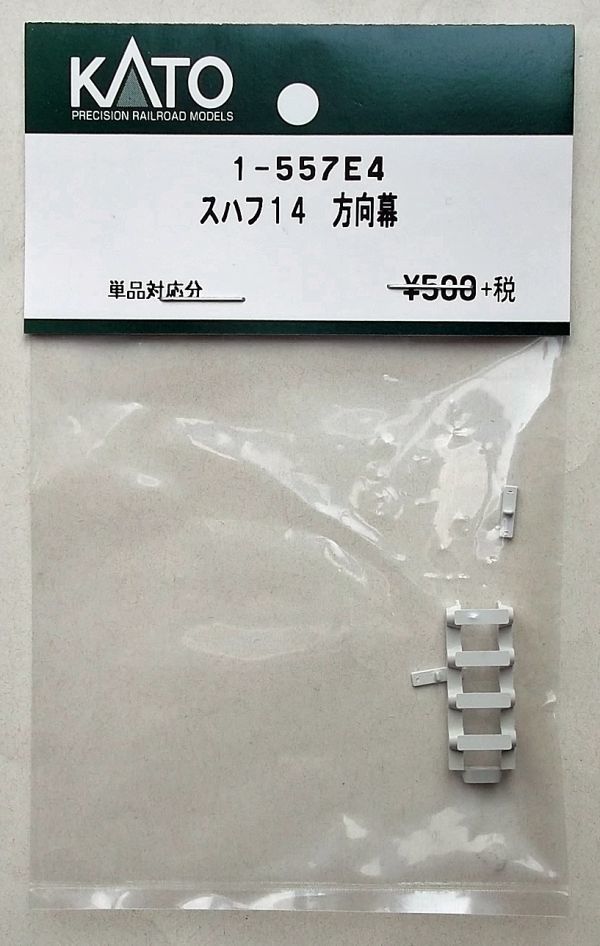 KATO
PRECISION RAILROAD MODELS
1-557E4
スハフ14 方向幕
単品対応分
¥500+税